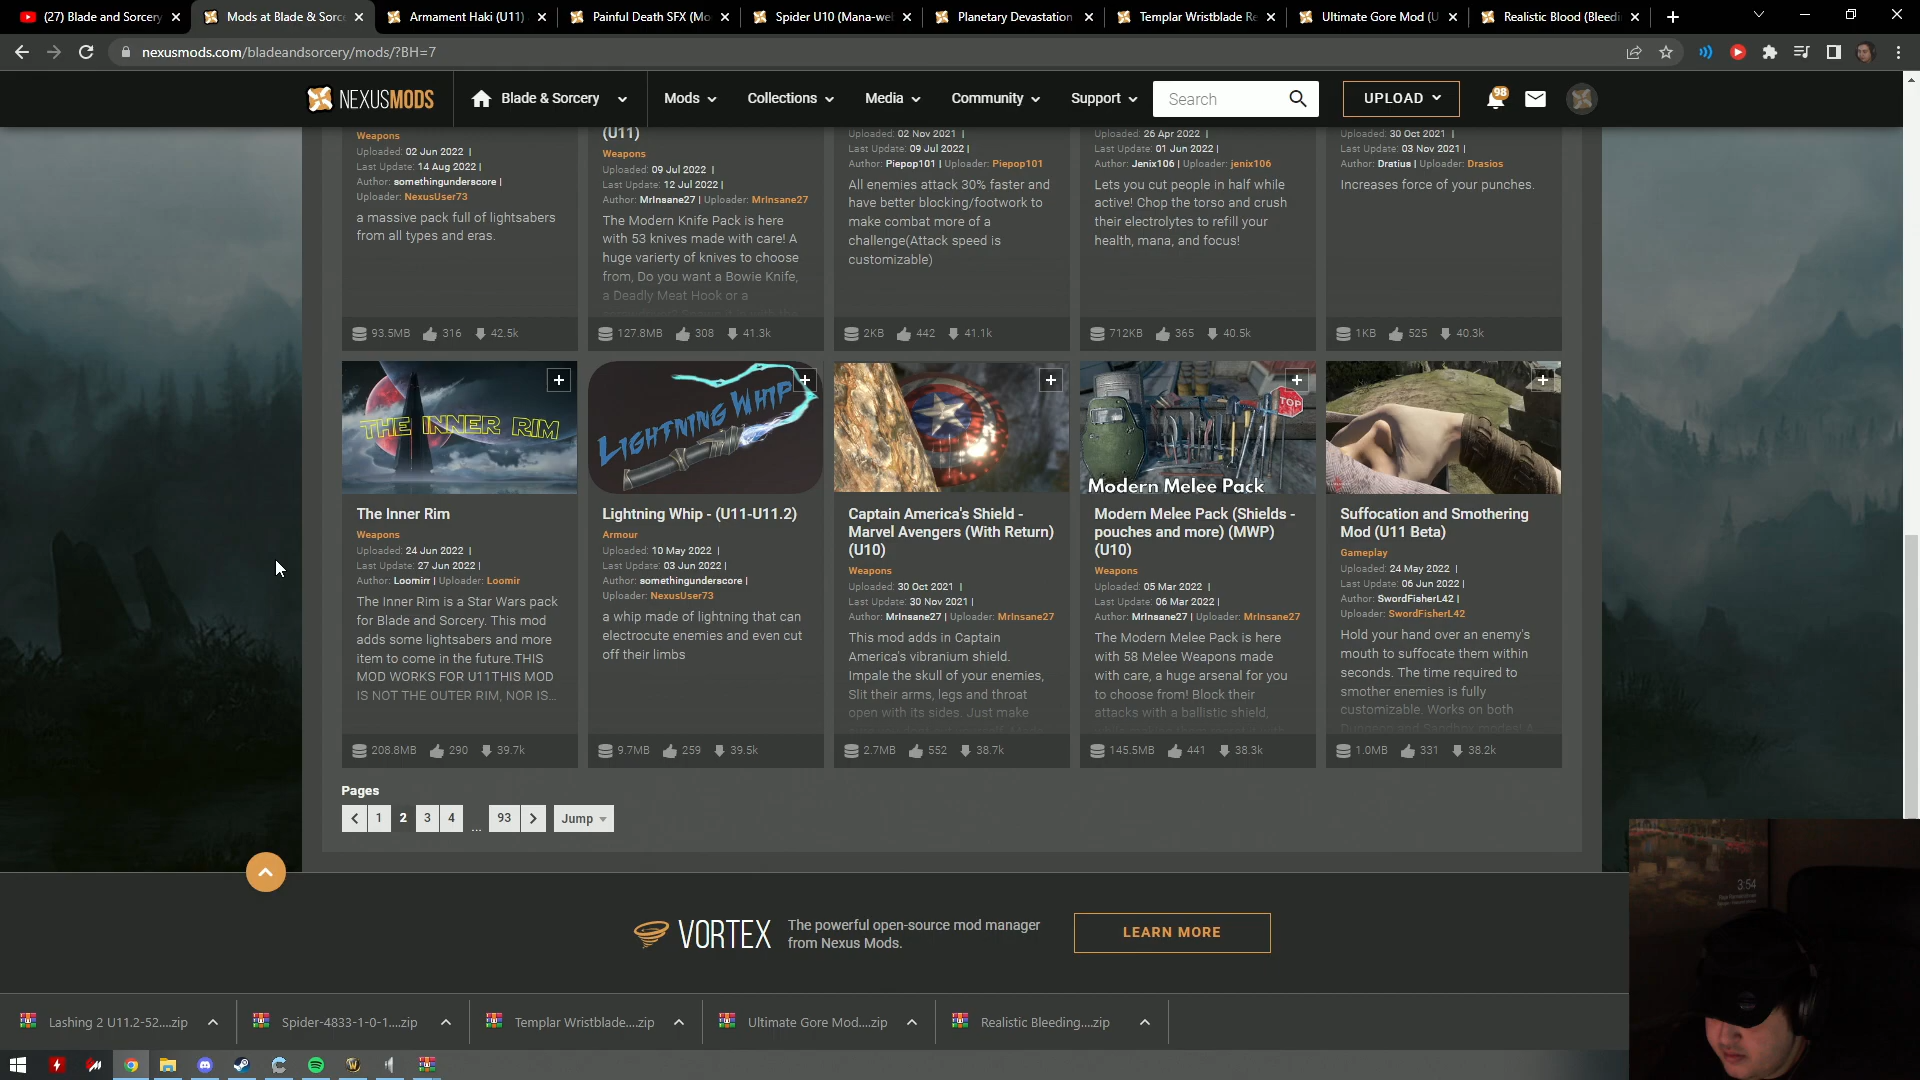 (27) Blade and Sorcery
Mods at Blade & Sorc
Armament Haki (U11)
Painful Death SFX (Mo
Spider U10 (Mana-we
Planetary Devastation
Templar Wristblade Re
Ultimate Gore Mod (U
Realistic Blood (Bleedi
nexusmods.com/bladeandsorcery/mods/?BH=7
NEXUSMODS
Blade & Sorcery
Mods
Collections
Media
Community
Support
Search
UPLOAD
98
Weapons
Uploaded: 02 Jun 2022 |
Last Update: 14 Aug 2022 |
Author: somethingunderscore |
Uploader: NexusUser73
a massive pack full of lightsabers
from all types and eras.
93.5MB 316 42.5k
(U11)
Weapons
Uploaded: 09 Jul 2022 |
Last Update: 12 Jul 2022 |
Author: MrInsane27 | Uploader: MrInsane27
The Modern Knife Pack is here
with 53 knives made with care! A
huge varierty of knives to choose
from, Do you want a Bowie Knife,
a Deadly Meat Hook or a
127.8MB 308 41.3k
Uploaded: 02 Nov 2021 |
Last Update: 09 Jul 2022 |
Author: Piepop101 | Uploader: Piepop101
All enemies attack 30% faster and
have better blocking/footwork to
make combat more of a
challenge(Attack speed is
customizable)
2KB 442 41.1k
Uploaded: 26 Apr 2022 |
Last Update: 01 Jun 2022 |
Author: Jenix106 | Uploader: jenix106
Lets you cut people in half while
active! Chop the torso and crush
their electrolytes to refill your
health, mana, and focus!
712KB 365 40.5k
Uploaded: 30 Oct 2021 |
Last Update: 03 Nov 2021 |
Author: Dratius | Uploader: Drasios
Increases force of your punches.
1KB 525 40.3k
THE INNER RIM
The Inner Rim
Weapons
Uploaded: 24 Jun 2022 |
Last Update: 27 Jun 2022 |
Author: Loomirr | Uploader: Loomir
The Inner Rim is a Star Wars pack
for Blade and Sorcery. This mod
adds some lightsabers and more
item to come in the future.THIS
MOD WORKS FOR U11THIS MOD
IS NOT THE OUTER RIM, NOR IS...
208.8MB 290 39.7k
LIGHTNING WHIP
Lightning Whip - (U11-U11.2)
Armour
Uploaded: 10 May 2022 |
Last Update: 03 Jun 2022 |
Author: somethingunderscore |
Uploader: NexusUser73
a whip made of lightning that can
electrocute enemies and even cut
off their limbs
9.7MB 259 39.5k
Captain America's Shield -
Marvel Avengers (With Return)
(U10)
Weapons
Uploaded: 30 Oct 2021 |
Last Update: 30 Nov 2021 |
Author: MrInsane27 | Uploader: MrInsane27
This mod adds in Captain
America's vibranium shield.
Impale the skull of your enemies,
Slit their arms, legs and throat
open with its sides. Just make
2.7MB 552 38.7k
TOP
Modern Melee Pack
Modern Melee Pack (Shields -
pouches and more) (MWP)
(U10)
Weapons
Uploaded: 05 Mar 2022 |
Last Update: 06 Mar 2022 |
Author: MrInsane27 | Uploader: MrInsane27
The Modern Melee Pack is here
with 58 Melee Weapons made
with care, a huge arsenal for you
to choose from! Block their
attacks with a ballistic shield,
145.5MB 441 38.3k
Suffocation and Smothering
Mod (U11 Beta)
Gameplay
Uploaded: 24 May 2022 |
Last Update: 06 Jun 2022 |
Author: SwordFisherL42 |
Uploader: SwordFisherL42
Hold your hand over an enemy's
mouth to suffocate them within
seconds. The time required to
smother enemies is fully
customizable. Works on both
1.0MB 331 38.2k
Pages
1 2 3 4 ... 93 Jump
VORTEX
The powerful open-source mod manager
from Nexus Mods.
LEARN MORE
3:54
Lashing 2 U11.2-52....zip
Spider-4833-1-0-1....zip
Templar Wristblade....zip
Ultimate Gore Mod....zip
Realistic Bleeding....zip